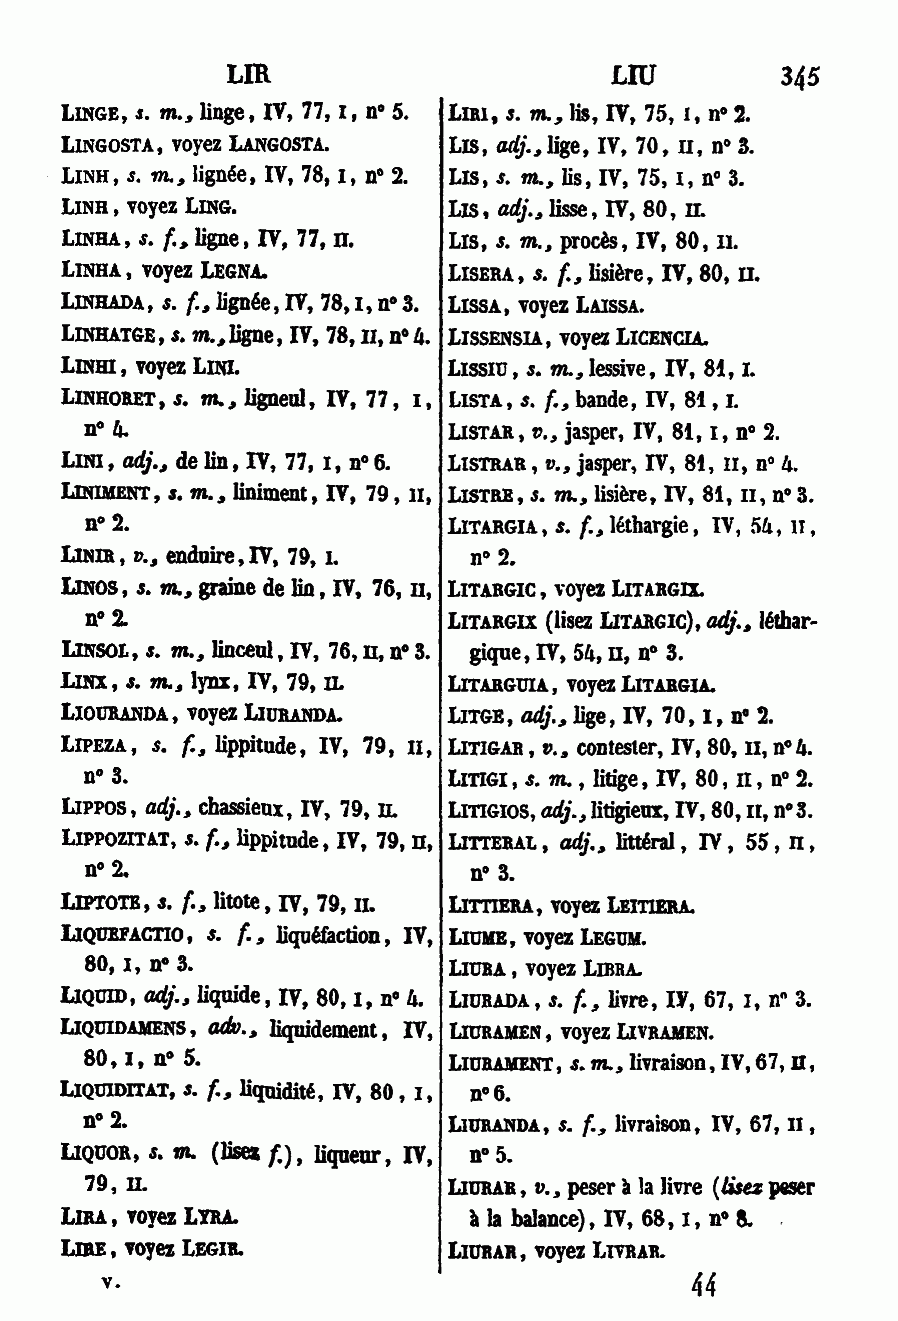 LIR
LIU 345
LINGE, s. m., linge, IV, 77, I, n° 5.
LINGOSTA, voyez LANGOSTA.
LINH, s. m., lignée, IV, 78, I, n° 2.
LINH, voyez LING.
LINHA, s. f., ligne, IV, 77, II.
LINHA, voyez LEGNA.
LINHADA, s. f., lignée, IV, 78, I, n° 3.
LINHATGE, s. m., ligne, IV, 78, II, n° 4.
LINHI, voyez LINI.
LINHORET, s. m., ligneul, IV, 77, I,
n° 4.
LINI, adj., de lin, IV, 77, I, n° 6.
LINIMENT, s. m., liniment, IV, 79, II,
n° 2.
LINIR, v., enduire, IV, 79, I.
LINOS, s. m., graine de lin, IV, 76, II,
n° 2.
LINSOL, s. m., linceul, IV, 76, II, n° 3.
LINX, s. m., lynx, IV, 79, II.
LIOURANDA, voyez LIURANDA.
LIPEZA, s. f., lippitude, IV, 79, II,
n° 3.
LIPPOS, adj., chassieux, IV, 79, II.
LIPPOZITAT, s. f., lippitude, IV, 79, II,
n° 2.
LIPTOTE, s. f., litote, IV, 79, II.
LIQUEFACTIO, s. f., liquéfaction, IV,
80, I, n° 3.
LIQUID, adj., liquide, IV, 80, I, n° 4.
LIQUIDAMENS, adv., liquidement, IV,
80, I, n° 5.
LIQUIDITAT, s. f., liquidité, IV, 80, I,
n° 2.
LIQUOR, s. m. (lisez f.), liqueur, IV,
79, II.
LIRA, voyez LYRA.
LIRE, voyez LEGIR.
V.
LIRI, s. m., lis, IV, 75, I, n° 2.
LIS, adj., lige, IV, 70, II, n° 3.
LIS, s. m., lis, IV, 75, I, n° 3.
LIS, adj., lisse, IV, 80, II.
LIS, s. m., procès, IV, 80, II.
LISERA, s. f., lisière, IV, 80, II.
LISSA, voyez LAISSA.
LISSENSIA, voyez LICENCIA.
LISSIU, s. m., lessive, IV, 81, I.
LISTA, s. f., bande, IV, 81, I.
LISTAR, v., jasper, IV, 81, I, n° 2.
LISTRAR, v., jasper, IV, 81, II, n° 4.
LISTRE, s. m., lisière, IV, 81, II, n° 3.
LITARGIA, s. f., léthargie, IV, 54, II,
n° 2.
LITARGIC, voyez LITARGIX.
LITARGIX (lisez LITARGIC), adj., léthar-
gique, IV, 54, II, n° 3.
LITARGUIA, voyez LITARGIA.
LITGE, adj., lige, IV, 70, I, n° 2.
LITIGAR, v., contester, IV, 80, II, n° 4.
LITIGI, s. m., litige, IV, 80, II, n° 2.
LITIGIOS, adj., litigieux, IV, 80, II, n° 3.
LITTERAL, adj., littéral, IV, 55, II,
n° 3.
LITTIERA, voyez LEITIERA.
LIUME, voyez LEGUM.
LIURA, voyez LIBRA.
LIURADA, s. f., livre, IV, 67, I, n° 3.
LIURAMEN, voyez LIVRAMEN.
LIURAMENT, s. m., livraison, IV, 67, II,
n° 6.
LIURANDA, s. f., livraison, IV, 67, II,
n° 5.
LIURAR, v., peser à la livre (lisez peser
à la balance), IV, 68, I, n° 8.
LIURAR, voyez LIVRAR.
44